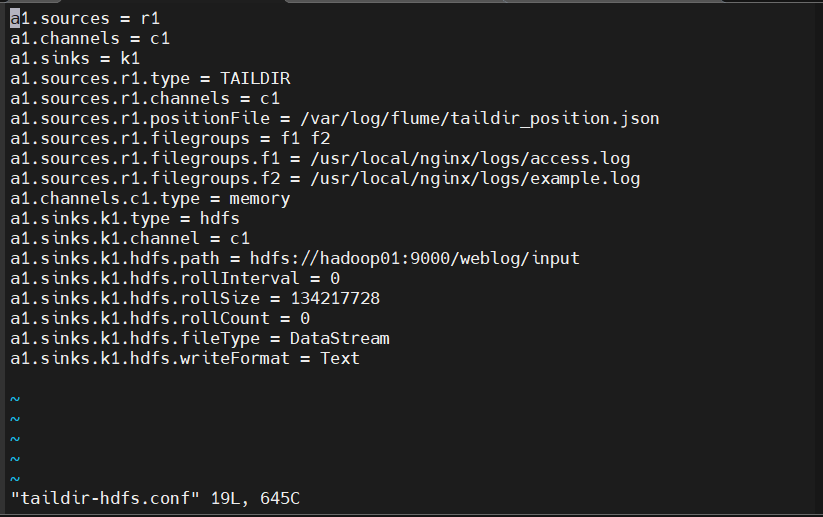 a1.sources = r1
a1.channels = c1
a1.sinks = k1
a1.sources.r1.type = TAILDIR
a1.sources.r1.channels = c1
a1.sources.r1.positionFile = /var/log/flume/taildir_position.json
a1.sources.r1.filegroups = f1 f2
a1.sources.r1.filegroups.f1 = /usr/local/nginx/logs/access.log
a1.sources.r1.filegroups.f2 = /usr/local/nginx/logs/example.log
a1.channels.c1.type = memory
a1.sinks.k1.type = hdfs
a1.sinks.k1.channel = c1
a1.sinks.k1.hdfs.path = hdfs://hadoop01:9000/weblog/input
a1.sinks.k1.hdfs.rollInterval = 0
a1.sinks.k1.hdfs.rollSize = 134217728
a1.sinks.k1.hdfs.rollCount = 0
a1.sinks.k1.hdfs.fileType = DataStream
a1.sinks.k1.hdfs.writeFormat = Text
~
~
~
~
~
"taildir-hdfs.conf" 19L, 645C